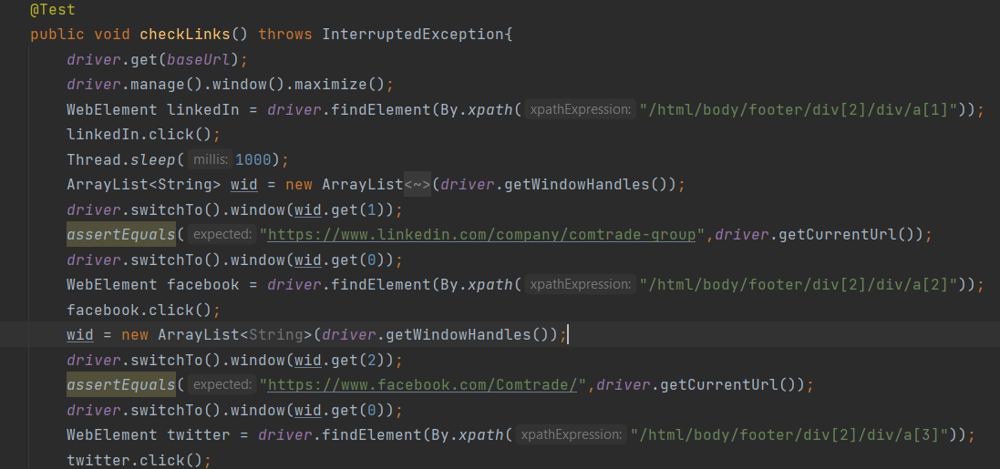 @Test
public void checkLinks() throws InterruptedException{
driver.get(baseUrl);
driver.manage().window().maximize();
WebElement linkedIn = driver.findElement(By.xpath( xpathExpression: "/html/body/footer/div[2]/div/a[1]"));
linkedIn.click();
Thread.sleep( millis: 1000);
ArrayList<String> wid = new ArrayList<~>(driver.getWindowHandles());
driver.switchTo().window(wid.get(1));
assertEquals( expected: "https://www.linkedin.com/company/comtrade-group",driver.getCurrentUrl());
driver.switchTo().window(wid.get(0));
WebElement facebook = driver.findElement(By.xpath( xpathExpression: "/html/body/footer/div[2]/div/a[2]"));
facebook.click();
wid = new ArrayList<String>(driver.getWindowHandles());
driver.switchTo().window(wid.get(2));
assertEquals( expected: "https://www.facebook.com/Comtrade/",driver.getCurrentUrl());
driver.switchTo().window(wid.get(0));
WebElement twitter = driver.findElement(By.xpath( xpathExpression: "/html/body/footer/div[2]/div/a[3]"));
twitter.click();